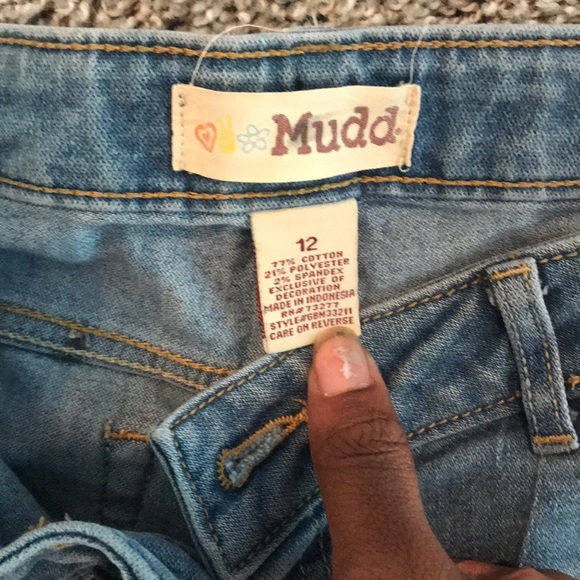 Mudd.
12
77% COTTON
21% POLYESTER
2% SPANDEX
EXCLUSIVE OF
DECORATION
MADE IN INDONESIA
RN#73277
STYLE#GBM33211
CARE ON REVERSE